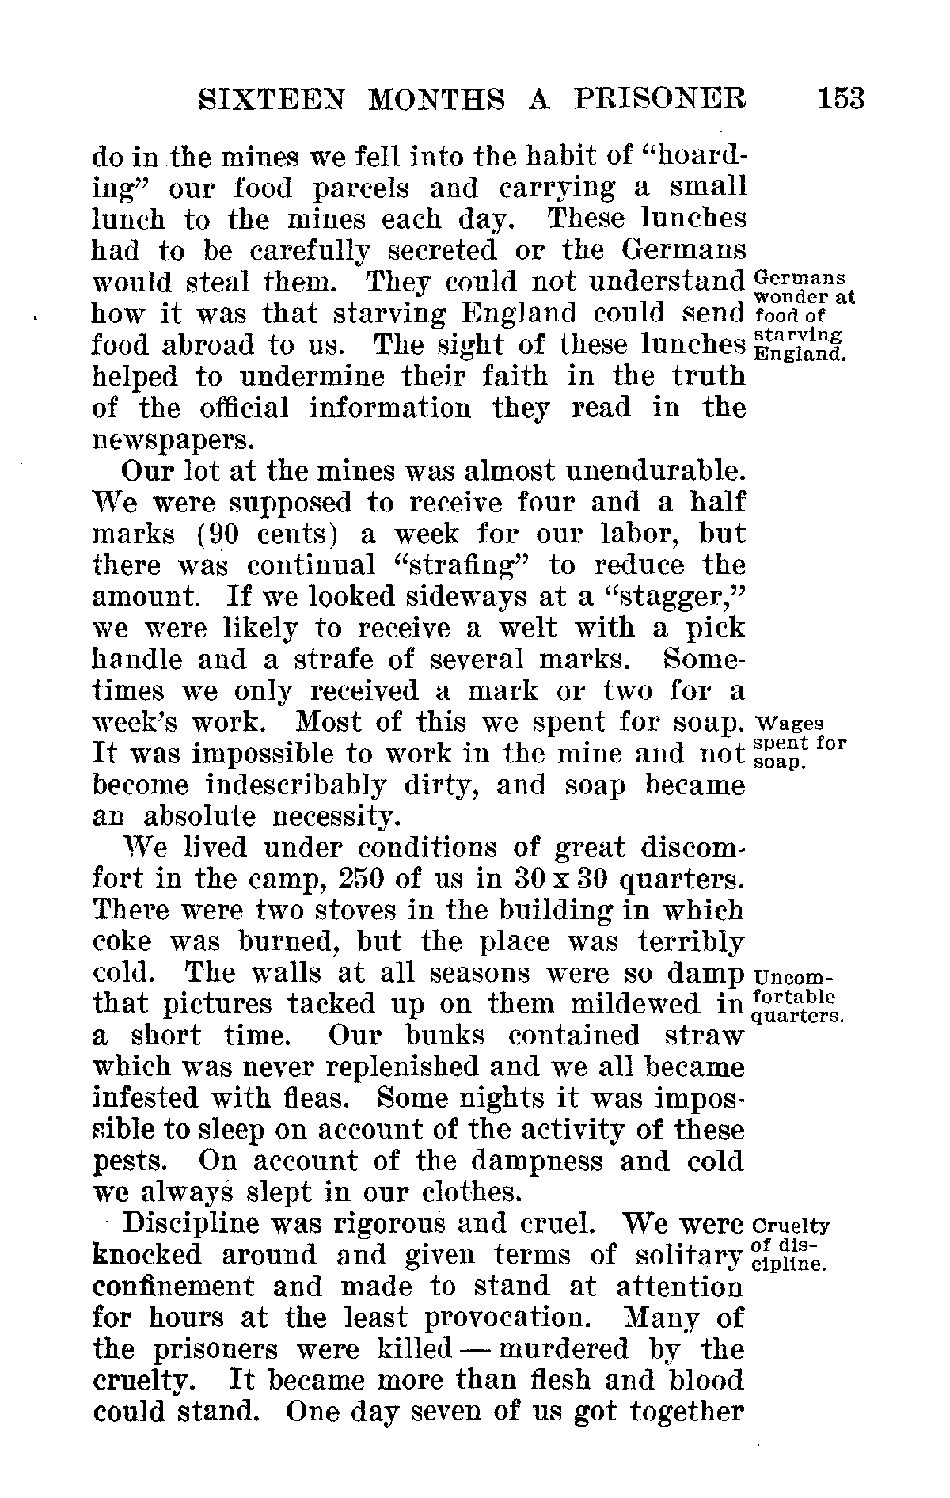 SIXTEEN MONTHS A PRISONER 153
do in the mines we fell into the habit of “hoard-
ing” our food parcels and carrying a small
lunch to the mines each day. These lunches
had to be carefully secreted or the Germans
would steal them. They could not understand
how it was that starving England could send
food abroad to us. The sight of these lunches
helped to undermine their faith in the truth
of the official information they read in the
newspapers.
Germans
wonder at
food of
starving
England.
Our lot at the mines was almost unendurable.
We were supposed to receive four and a half
marks (90 cents) a week for our labor, but
there was continual “strafing” to reduce the
amount. If we looked sideways at a “stagger,”
we were likely to receive a welt with a pick
handle and a strafe of several marks. Some-
times we only received a mark or two for a
week’s work. Most of this we spent for soap.
It was impossible to work in the mine and not
become indescribably dirty, and soap became
an absolute necessity.
Wages
spent for
soap.
We lived under conditions of great discom-
fort in the camp, 250 of us in 30 x 30 quarters.
There were two stoves in the building in which
coke was burned, but the place was terribly
cold. The walls at all seasons were so damp
that pictures tacked up on them mildewed in
a short time. Our bunks contained straw
which was never replenished and we all became
infested with fleas. Some nights it was impos-
sible to sleep on account of the activity of these
pests. On account of the dampness and cold
we always slept in our clothes.
Uncom-
fortable
quarters.
Discipline was rigorous and cruel. We were
knocked around and given terms of solitary
confinement and made to stand at attention
for hours at the least provocation. Many of
the prisoners were killed — murdered by the
cruelty. It became more than flesh and blood
could stand. One day seven of us got together
Cruelty
of dis-
cipline.